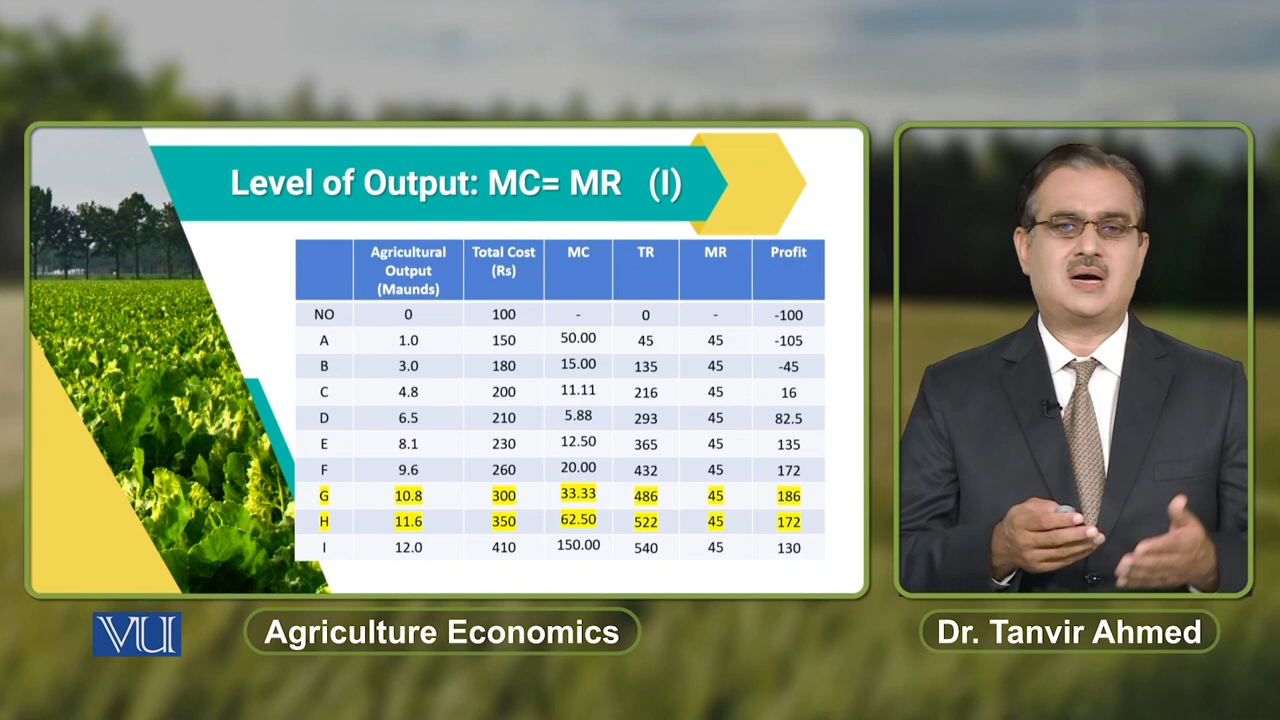 Level of Output: MC= MR (I)
Agricultural Output (Maunds) Total Cost (Rs) MC TR MR Profit
NO 0 100 - 0 - -100
A 1.0 150 50.00 45 45 -105
B 3.0 180 15.00 135 45 -45
C 4.8 200 11.11 216 45 16
D 6.5 210 5.88 293 45 82.5
E 8.1 230 12.50 365 45 135
F 9.6 260 20.00 432 45 172
G 10.8 300 33.33 486 45 186
H 11.6 350 62.50 522 45 172
I 12.0 410 150.00 540 45 130
VU
Agriculture Economics
Dr. Tanvir Ahmed